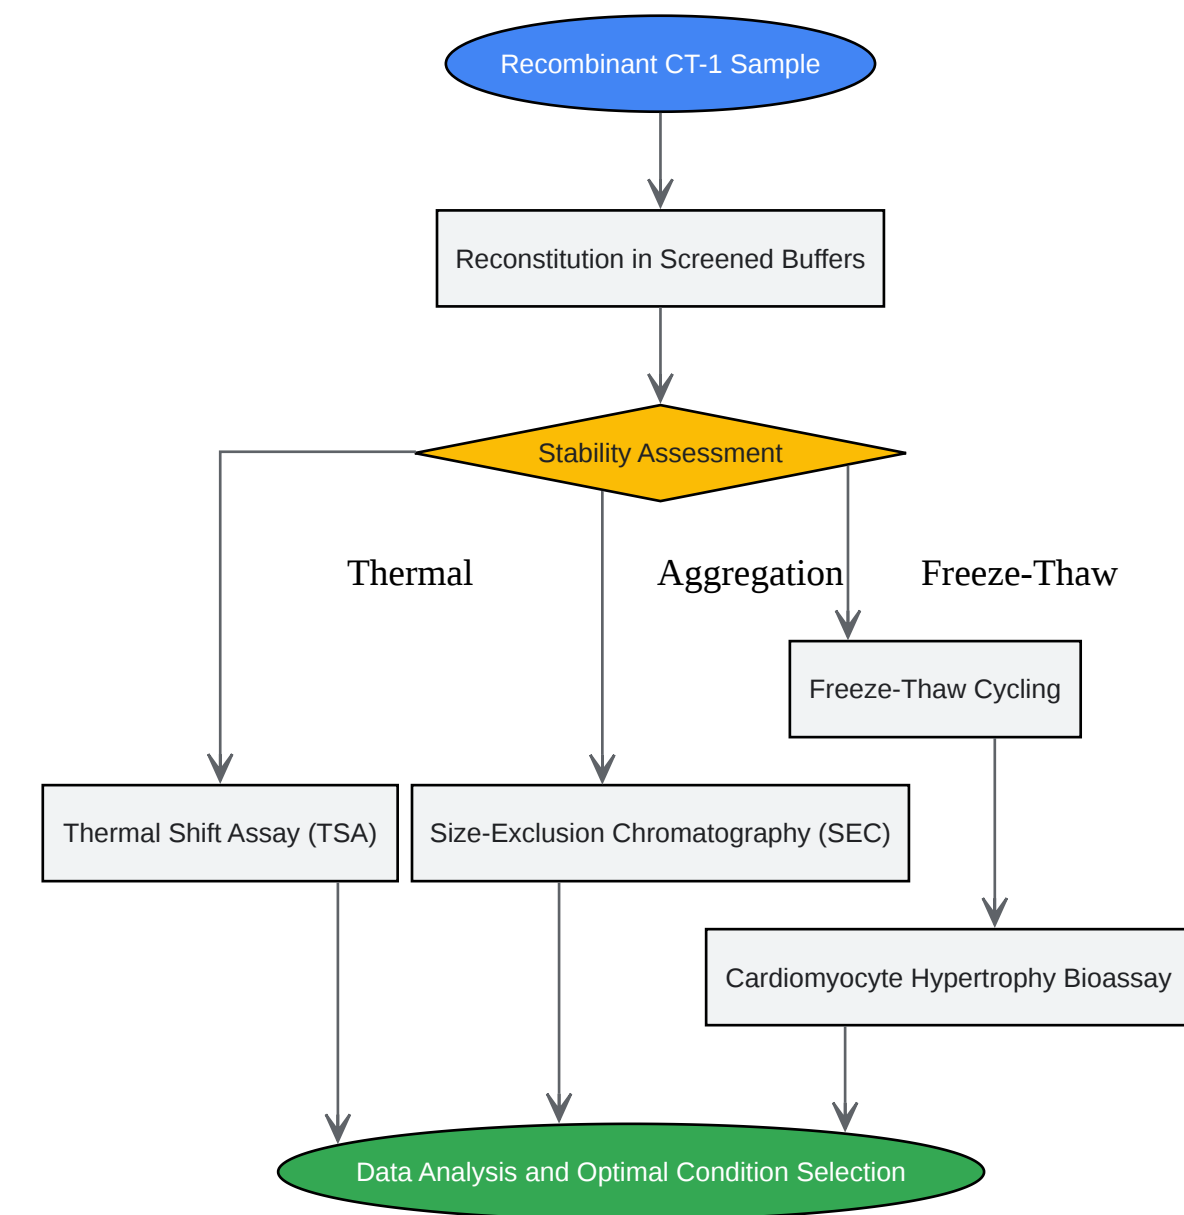 Recombinant CT-1 Sample
Reconstitution in Screened Buffers
Stability Assessment
Thermal
Aggregation
Freeze-Thaw
Freeze-Thaw Cycling
Thermal Shift Assay (TSA)
Size-Exclusion Chromatography (SEC)
Cardiomyocyte Hypertrophy Bioassay
Data Analysis and Optimal Condition Selection